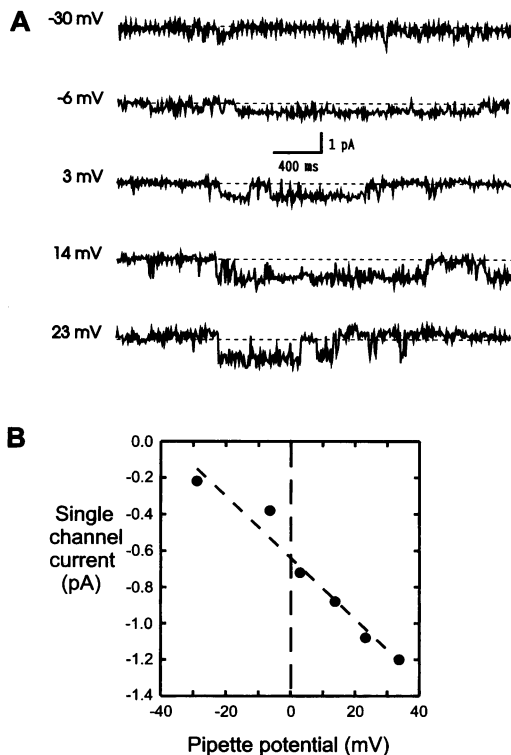 A
-30 mV
-6 mV
1 pA
400 ms
3 mV
14 mV
23 mV
B
0.0
-0.2
-0.4
-0.6
-0.8
-1.0
-1.2
-1.4
Single
channel
current
(pA)
-40 -20 0 20 40
Pipette potential (mV)